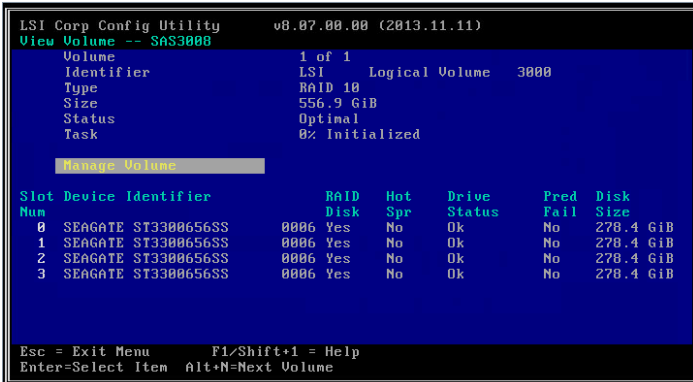 LSI Corp Config Utility v8.07.00.00 (2013.11.11)
View Volume -- SAS3008
Volume 1 of 1
Identifier LSI Logical Volume 3000
Type RAID 10
Size 556.9 GiB
Status Optimal
Task 0% Initialized
Manage Volume
Slot Device Identifier RAID Hot Drive Pred Disk
Num Disk Spr Status Fail Size
0 SEAGATE ST3300656SS 0006 Yes No Ok No 278.4 GiB
1 SEAGATE ST3300656SS 0006 Yes No Ok No 278.4 GiB
2 SEAGATE ST3300656SS 0006 Yes No Ok No 278.4 GiB
3 SEAGATE ST3300656SS 0006 Yes No Ok No 278.4 GiB
Esc = Exit Menu F1/Shift+1 = Help
Enter=Select Item Alt+N=Next Volume